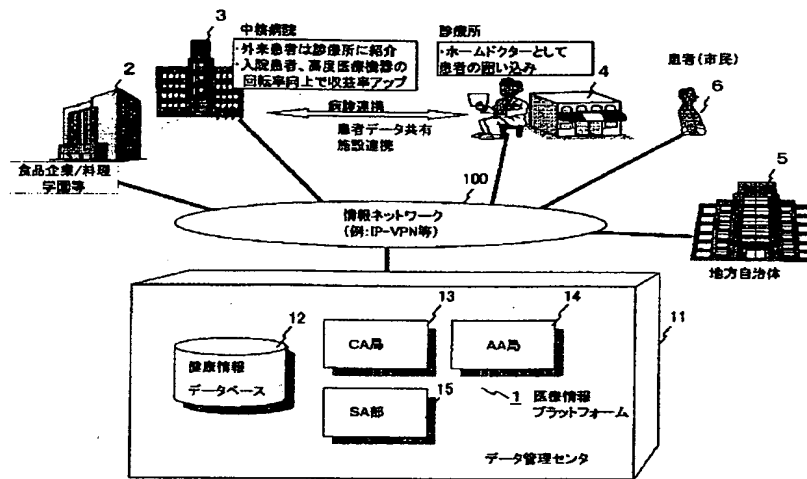 3
中核病院
・外来患者は診療所に紹介
・入院患者、高度医療機器の
回転率向上で収益率アップ
診療所
・ホームドクターとして
患者の囲い込み
患者(市民)
2
4
6
病診連携
患者データ共有
施設連携
食品企業/料理
学園等
100
5
情報ネットワーク
(例:IP-VPN等)
地方自治体
12
13
14
11
健康情報
データベース
CA局
AA局
15
SA部
1 医療情報
プラットフォーム
データ管理センタ